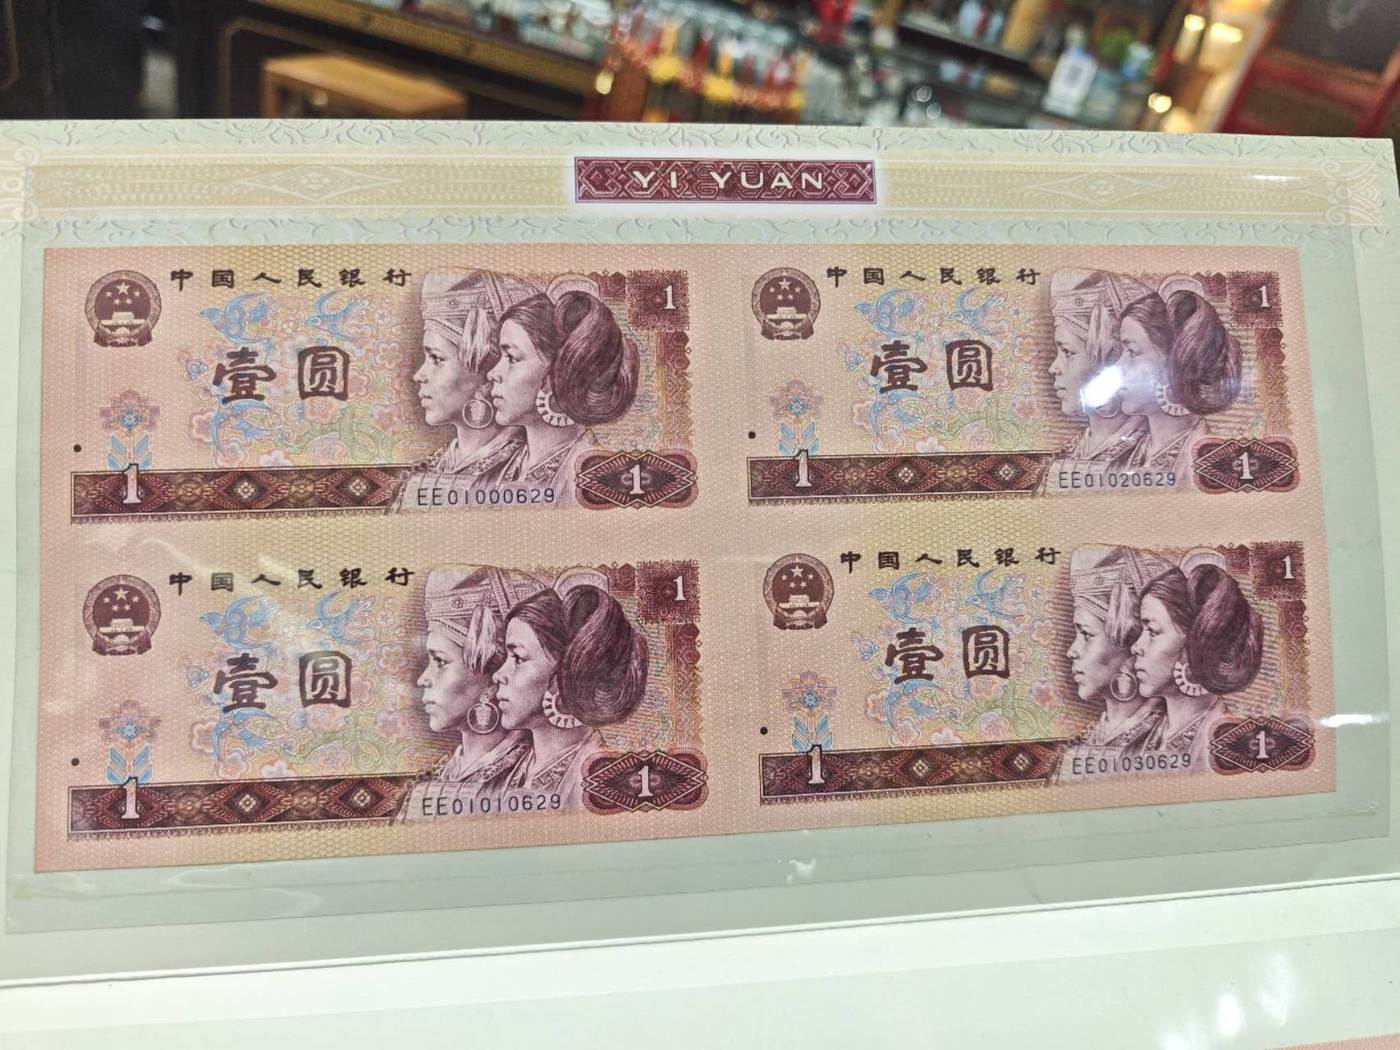 YI YUAN
中国人民银行
1
壹圆
1
EE01000629
1
中国人民银行
1
壹圆
1
EE01020629
1
中国人民银行
1
壹圆
1
EE01010629
1
中国人民银行
1
壹圆
1
EE01030629
1